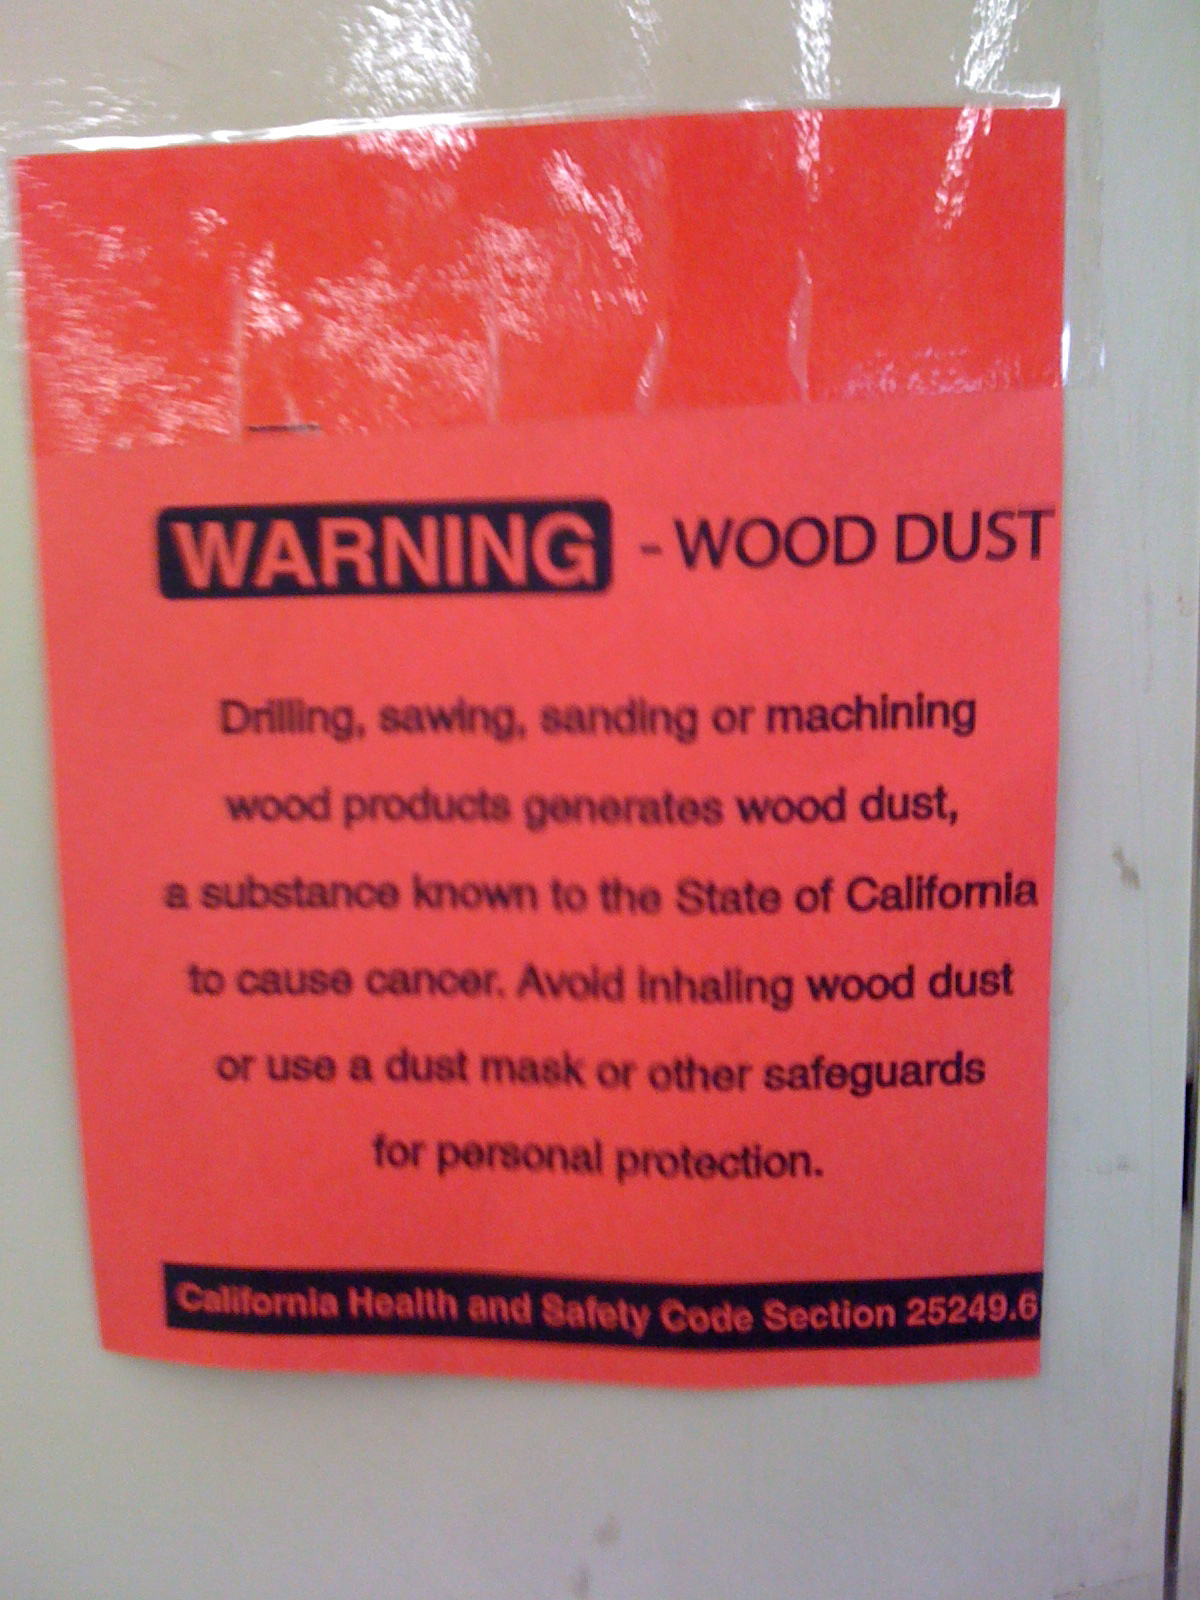 WARNING - WOOD DUST
Drilling, sawing, sanding or machining
wood products generates wood dust,
a substance known to the State of California
to cause cancer. Avoid inhaling wood dust
or use a dust mask or other safeguards
for personal protection.
California Health and Safety Code Section 25249.6